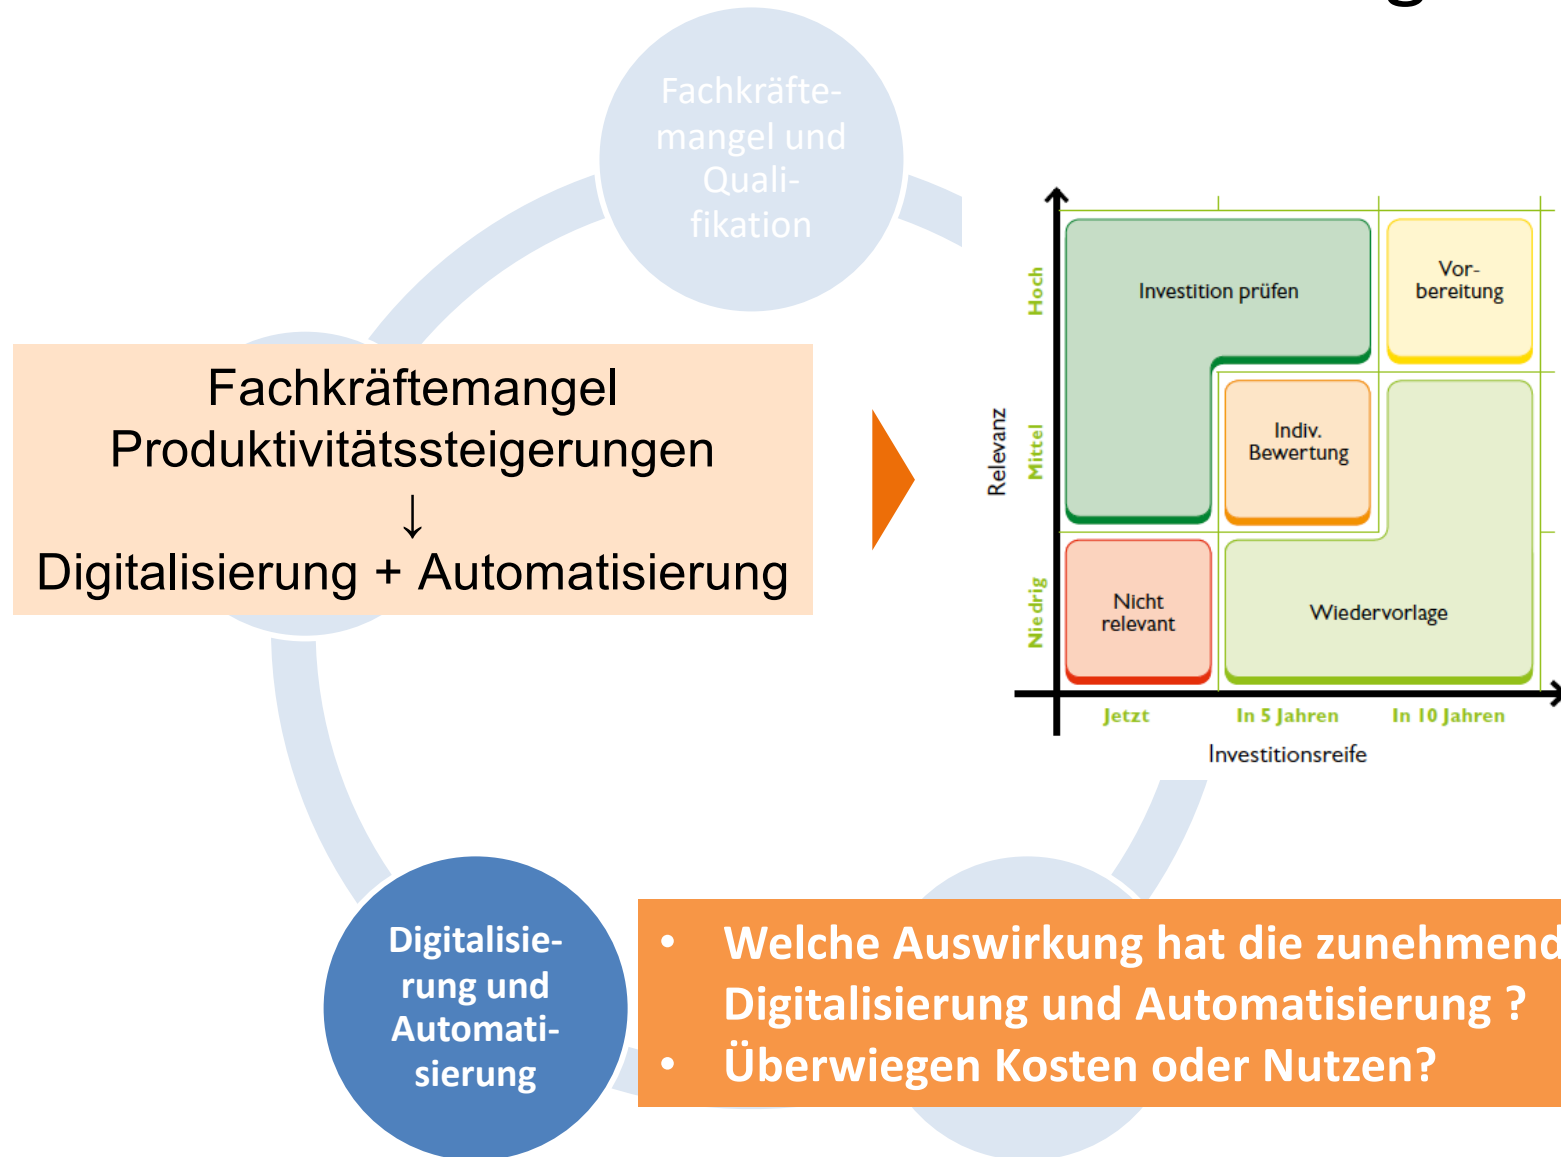 Fachkräfte-
mangel und
Quali-
fikation
Fachkräftemangel
Produktivitätssteigerungen
↓
Digitalisierung + Automatisierung
Relevanz
Hoch
Mittel
Niedrig
Investition prüfen
Vor-
bereitung
Indiv.
Bewertung
Nicht
relevant
Wiedervorlage
Jetzt
In 5 Jahren
In 10 Jahren
Investitionsreife
Digitalisie-
rung und
Automati-
sierung
• Welche Auswirkung hat die zunehmend
Digitalisierung und Automatisierung ?
• Überwiegen Kosten oder Nutzen?